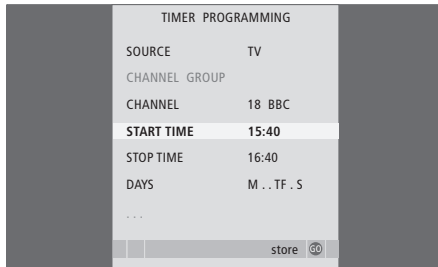 TIMER PROGRAMMING
SOURCE TV
CHANNEL GROUP
CHANNEL 18 BBC
START TIME 15:40
STOP TIME 16:40
DAYS M . . TF . S
. . .
store GO